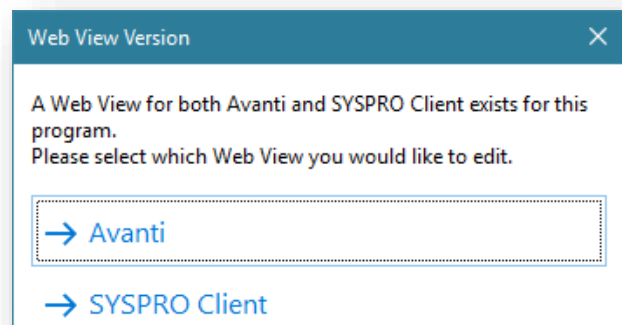 Web View Version
A Web View for both Avanti and SYSPRO Client exists for this
program.
Please select which Web View you would like to edit.
Avanti
SYSPRO Client